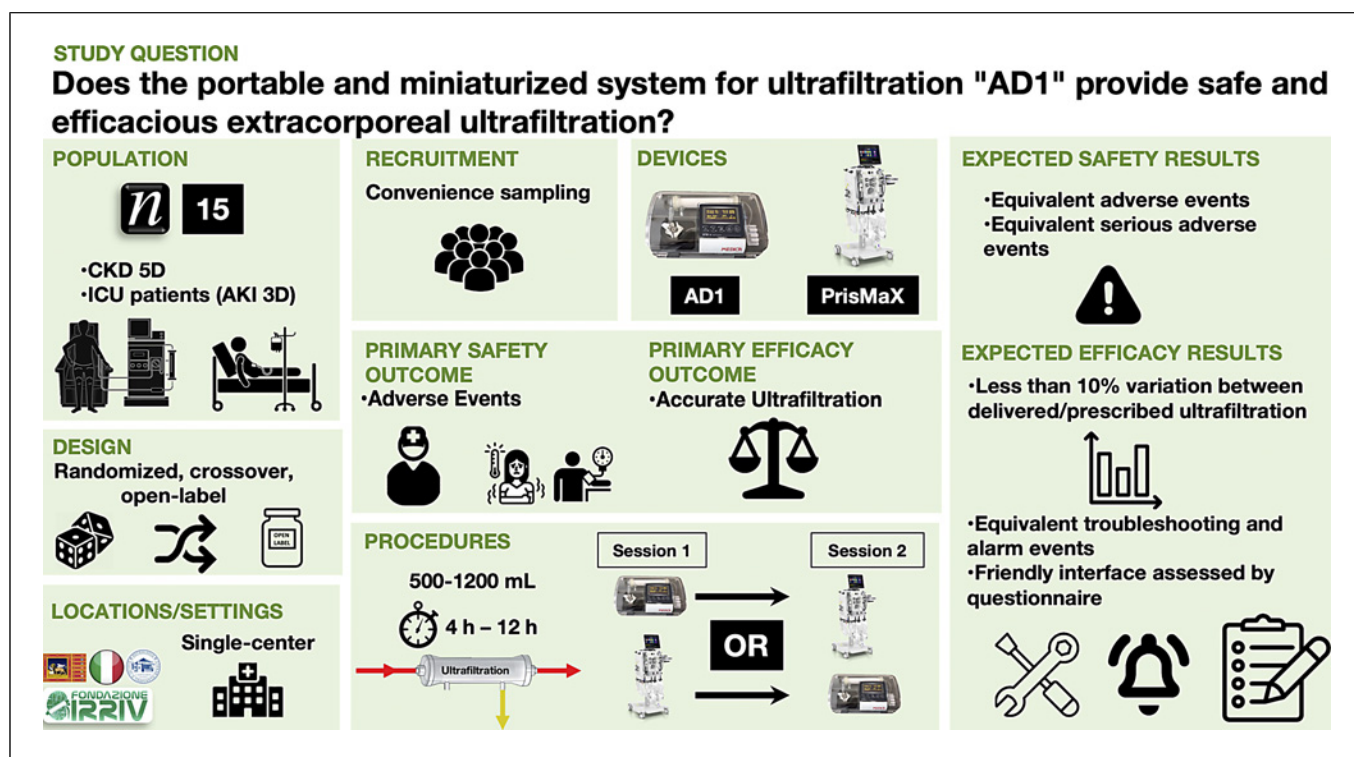 STUDY QUESTION
Does the portable and miniaturized system for ultrafiltration "AD1" provide safe and
efficacious extracorporeal ultrafiltration?
POPULATION
n 15
•CKD 5D
•ICU patients (AKI 3D)
DESIGN
Randomized, crossover,
open-label
OPEN
LABEL
LOCATIONS/SETTINGS
Single-center
FONDAZIONE
IRRIV
RECRUITMENT
Convenience sampling
DEVICES
MEDICA
AD1
PrisMaX
PRIMARY SAFETY
OUTCOME
•Adverse Events
PRIMARY EFFICACY
OUTCOME
•Accurate Ultrafiltration
PROCEDURES
500-1200 mL
4 h – 12 h
Ultrafiltration
Session 1
Session 2
OR
EXPECTED SAFETY RESULTS
•Equivalent adverse events
•Equivalent serious adverse
events
EXPECTED EFFICACY RESULTS
•Less than 10% variation between
delivered/prescribed ultrafiltration
•Equivalent troubleshooting and
alarm events
•Friendly interface assessed by
questionnaire